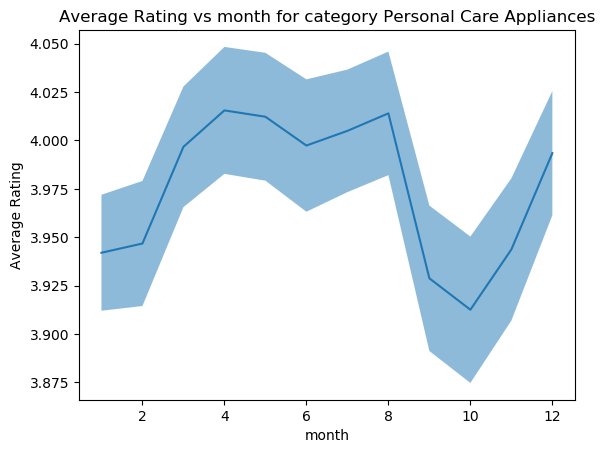 Average Rating vs month for category Personal Care Appliances
4.050
4.025
4.000
3.975
3.950
3.925
3.900
3.875
Average Rating
2 4 6 8 10 12
month